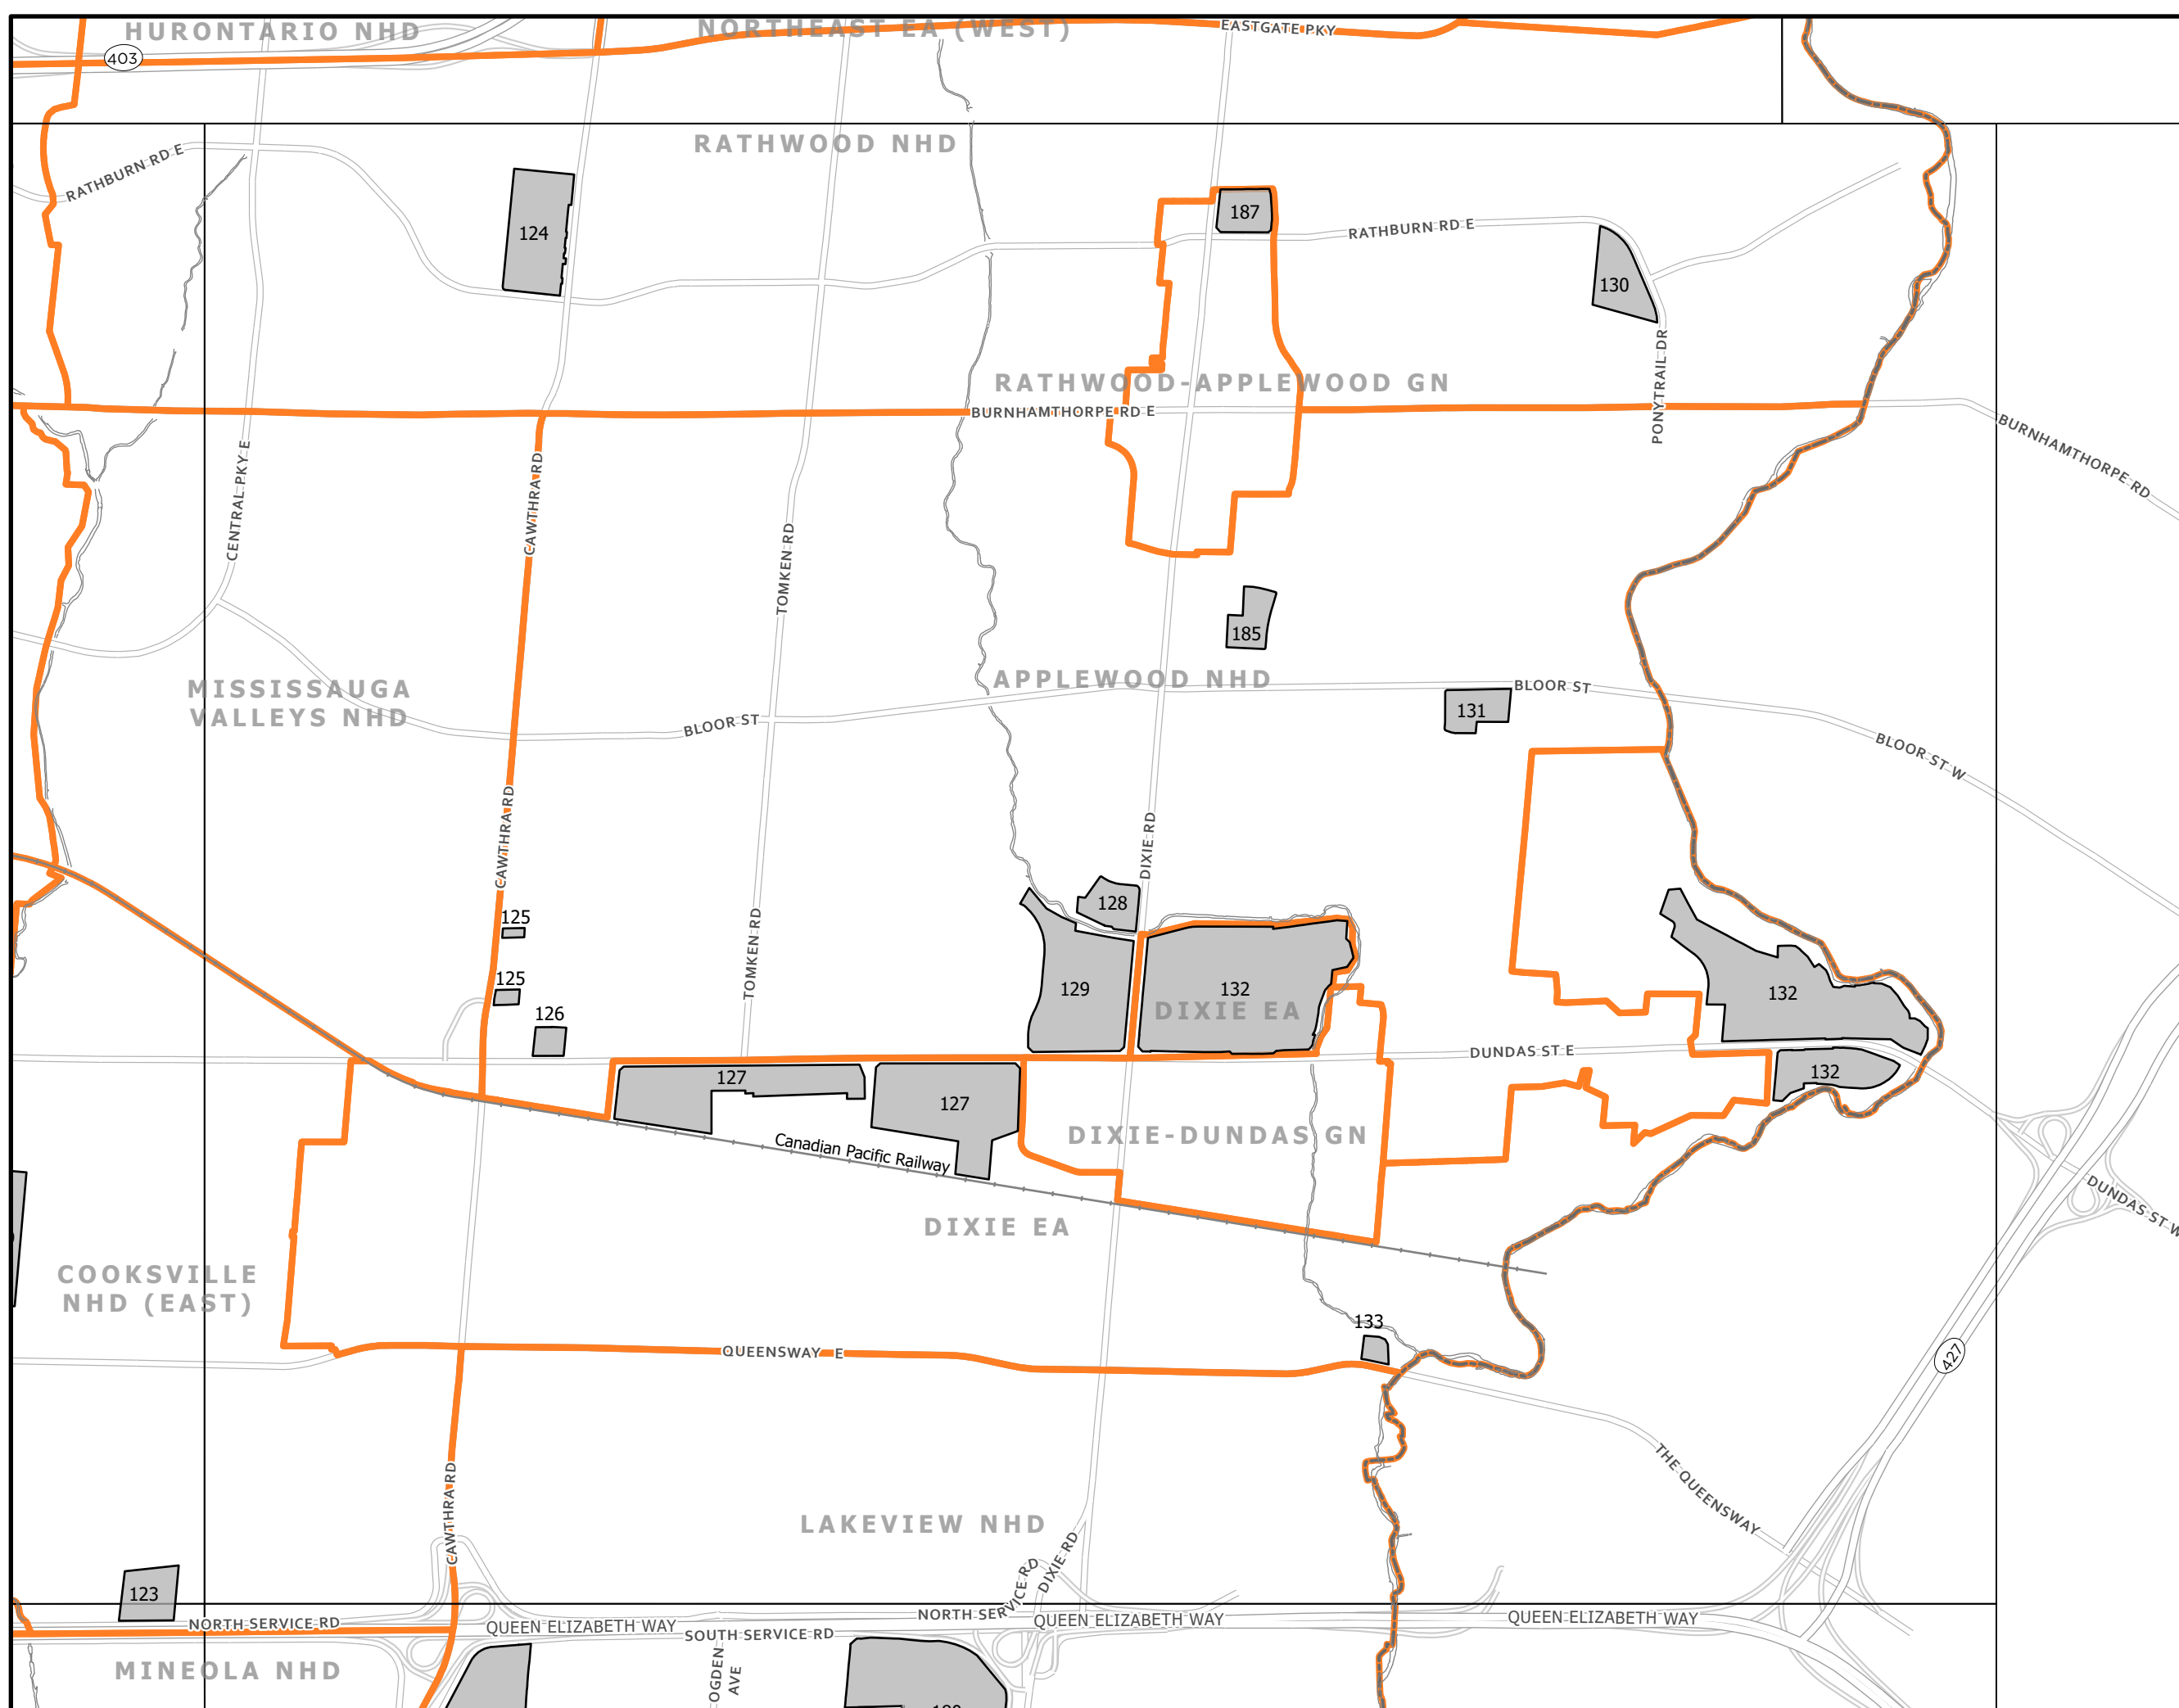 HURONTARIO NHD
NORTHEAST EA (WEST)
EASTGATE PKY
403
RATHWOOD NHD
RATHBURN RD E
124
187
RATHBURN RD E
130
PONYTRAIL DR
RATHWOOD-APPLEWOOD GN
BURNHAMTHORPE RD E
BURNHAMTHORPE RD
CENTRAL PKY E
CAWTHRA RD
TOMKEN RD
185
APPLEWOOD NHD
MISSISSAUGA
VALLEYS NHD
BLOOR ST
BLOOR ST
131
BLOOR ST W
CAWTHRA RD
DIXIE RD
TOMKEN RD
125
128
125
126
129
132
DIXIE EA
132
DUNDAS ST E
127
127
132
DIXIE-DUNDAS GN
Canadian Pacific Railway
DUNDAS ST W
DIXIE EA
COOKSVILLE
NHD (EAST)
133
QUEENSWAY E
427
THE QUEENSWAY
CAWTHRA RD
LAKEVIEW NHD
DIXIE RD
123
NORTH SERVICE RD
NORTH SERVICE RD
QUEEN ELIZABETH WAY
QUEEN ELIZABETH WAY
QUEEN ELIZABETH WAY
SOUTH SERVICE RD
MINEOLA NHD
OGDEN
AVE